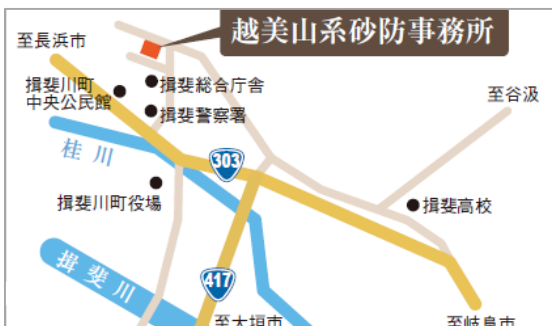 越美山系砂防事務所
至長浜市
揖斐川町
中央公民館
揖斐総合庁舎
揖斐警察署
至谷汲
桂川
303
揖斐川町役場
揖斐高校
揖斐川
417
至大垣市
至岐阜市